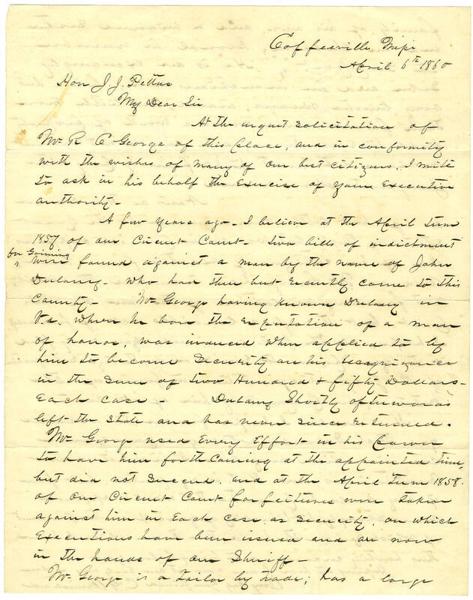 Coffeeville Mipi
April 6th 1860
Hon J. J. Pettus
My Dear Sir
At the urgent solicitation of
Mr R C George of this place, and in conformity
with the wishes of many of our best citizens, I write
to ask in his behalf the exercise of your executive
authority.
A few years ago, I believe at the April term
1857 of our Circuit Court. two bills of indictment
for Gaming
were found against a man by the name of John
Dulany, who had then but recently come to this
County. Mr George having known Dulany in
Va. where he bore the reputation of a man
of honor, was induced when applied to by
him to become security on his recognizance
in the sum of two Hundred & fifty Dollars
Each case - Dulany shortly afterwards
left the state and has never since returned.
Mr. George used every effort in his power
to have him forthcoming at the appointed time
but did not succeed, and at the April Term 1858.
of our Circuit Court forfeitures were taken
against him in Each case as security, on which
Executions have been issued and are now
in the hands of our Sheriff -
Mr George is a tailor by trade; has a large